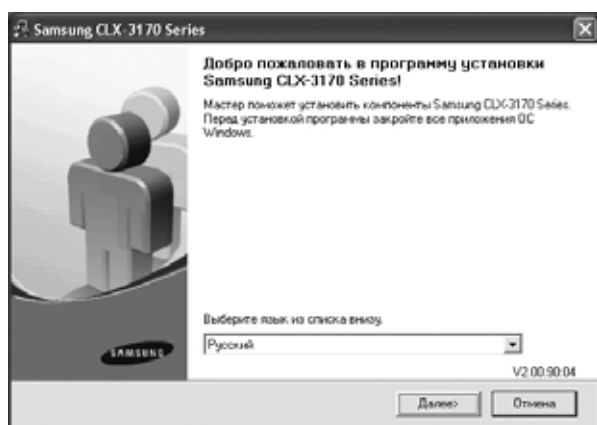 Samsung CLX-3170 Series
Добро пожаловать в программу установки
Samsung CLX-3170 Series!
Мастер поможет установить компоненты Samsung CLX-3170 Series.
Перед установкой программы закройте все приложения ОС
Windows.
Выберите язык из списка внизу.
Русский
SAMSUNG
V2.00.90:04
Далее>
Отмена